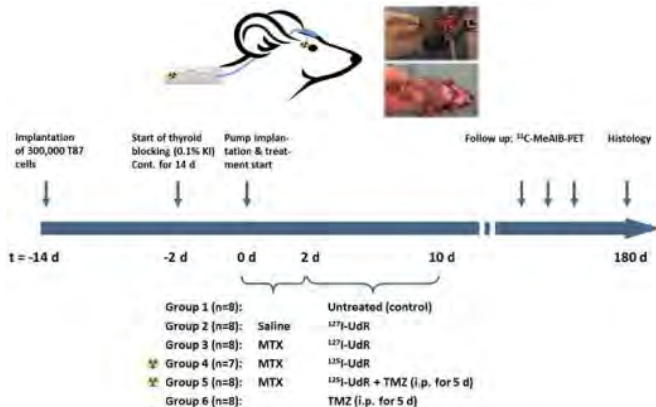 Implantation
of 300,000 T87
cells
Start of thyroid
blocking (0.1% KI)
Cont. for 14 d
Pump implan-
tation & treat-
ment start
Follow up: ¹¹C-MeAIB-PET
Histology
t = -14 d
-2 d
0 d
2 d
10 d
180 d
Group 1 (n=8): Untreated (control)
Group 2 (n=8): Saline ¹²⁷I-UdR
Group 3 (n=8): MTX ¹²⁷I-UdR
Group 4 (n=7): MTX ¹²⁵I-UdR
Group 5 (n=8): MTX ¹²⁵I-UdR + TMZ (i.p. for 5 d)
Group 6 (n=8): TMZ (i.p. for 5 d)